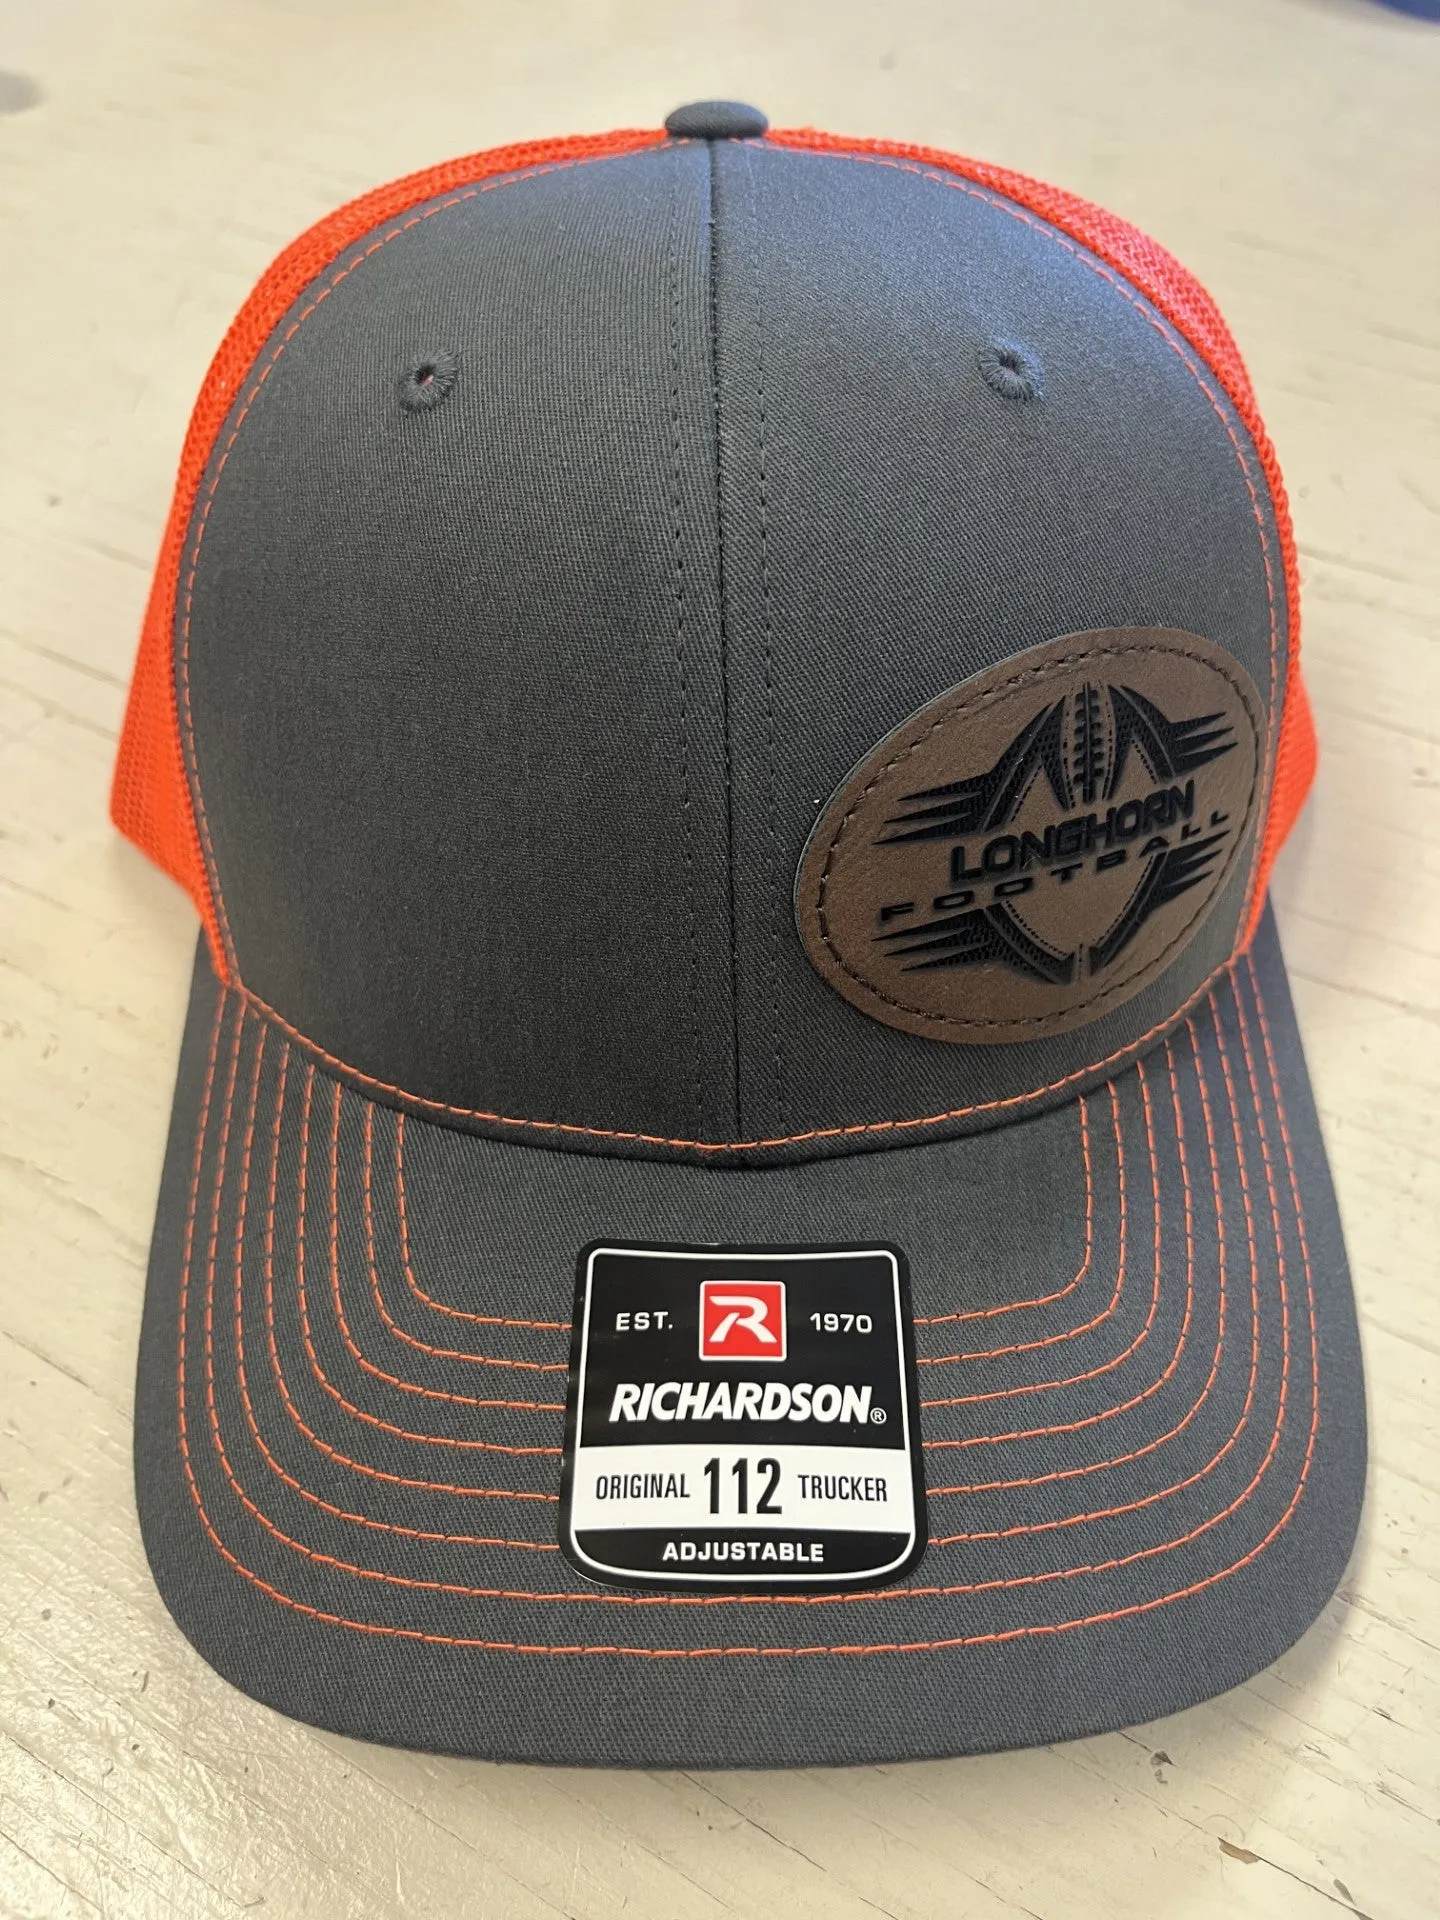 LONGHORN
FOOTBALL
EST. R 1970
RICHARDSON®
ORIGINAL 112 TRUCKER
ADJUSTABLE